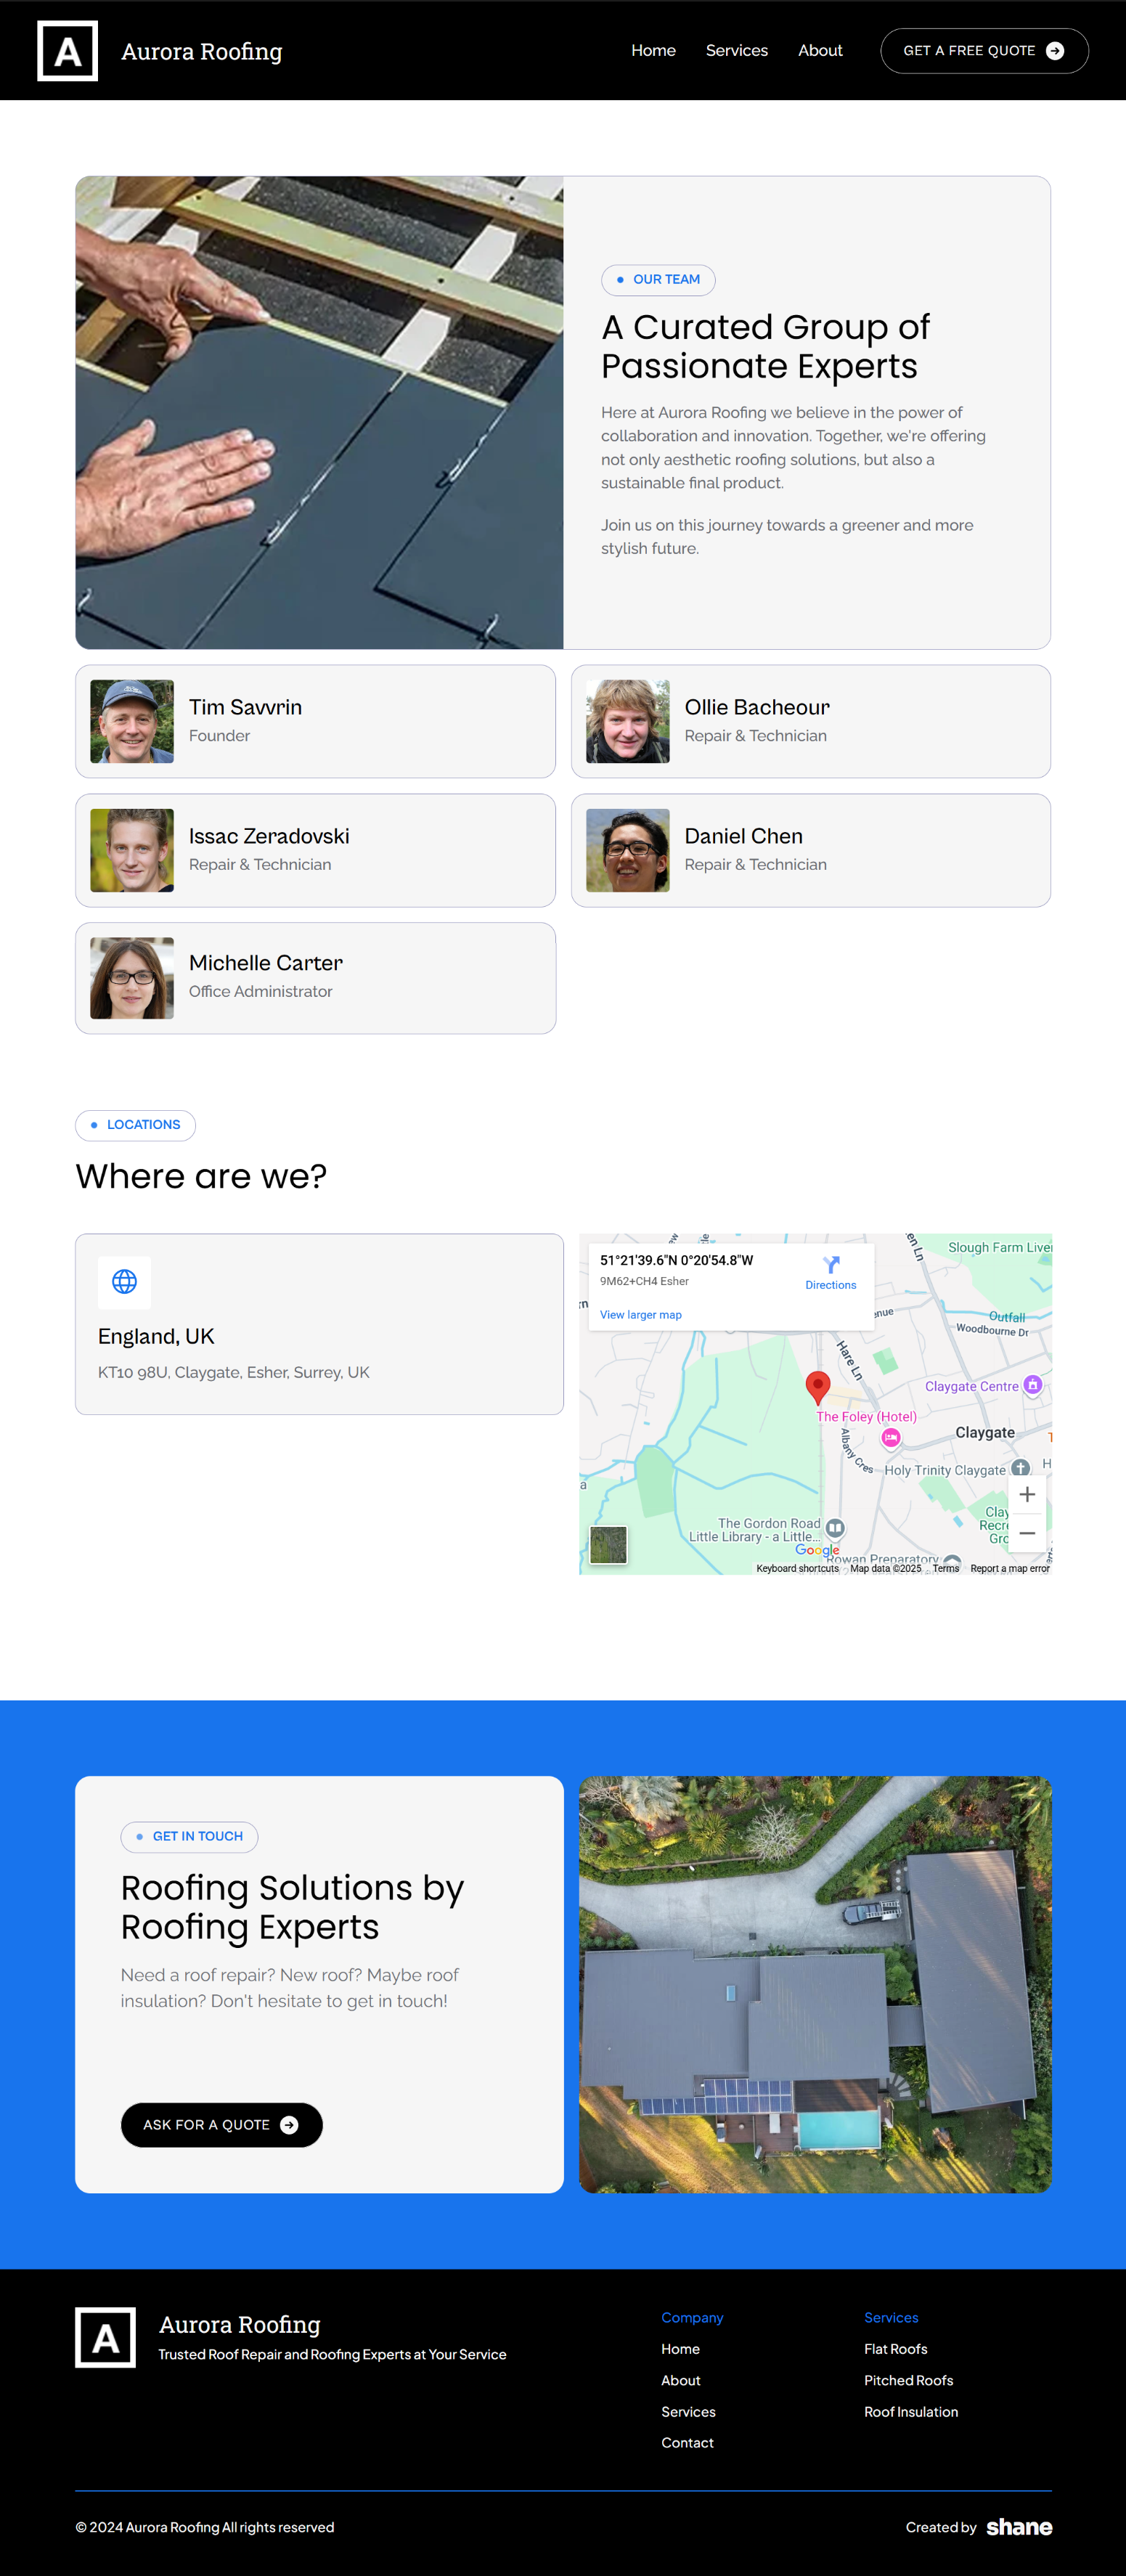 A
Aurora Roofing
Home
Services
About
GET A FREE QUOTE
OUR TEAM
A Curated Group of
Passionate Experts
Here at Aurora Roofing we believe in the power of
collaboration and innovation. Together, we're offering
not only aesthetic roofing solutions, but also a
sustainable final product.
Join us on this journey towards a greener and more
stylish future.
Tim Savvrin
Founder
Ollie Bacheour
Repair & Technician
Issac Zeradovski
Repair & Technician
Daniel Chen
Repair & Technician
Michelle Carter
Office Administrator
LOCATIONS
Where are we?
England, UK
KT10 98U, Claygate, Esher, Surrey, UK
51°21'39.6"N 0°20'54.8"W
9M62+CH4 Esher
View larger map
Directions
Slough Farm Liver
Outfall
Woodbourne Dr
Hare Ln
Claygate Centre
The Foley (Hotel)
Claygate
Albany Cres
Holy Trinity Claygate
The Gordon Road
Little Library - a Little...
Google
Rowan Preparatory
Keyboard shortcuts
Map data ©2025
Terms
Report a map error
GET IN TOUCH
Roofing Solutions by
Roofing Experts
Need a roof repair? New roof? Maybe roof
insulation? Don't hesitate to get in touch!
ASK FOR A QUOTE
A
Aurora Roofing
Trusted Roof Repair and Roofing Experts at Your Service
Company
Home
About
Services
Contact
Services
Flat Roofs
Pitched Roofs
Roof Insulation
© 2024 Aurora Roofing All rights reserved
Created by shane